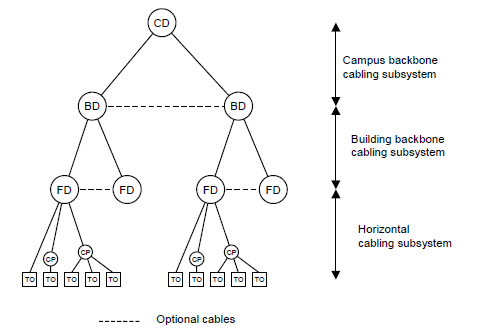 CD
Campus backbone
cabling subsystem
BD
BD
Building backbone
cabling subsystem
FD
FD
FD
FD
Horizontal
cabling subsystem
CP
CP
CP
CP
TO
TO
TO
TO
TO
TO
TO
TO
TO
TO
Optional cables